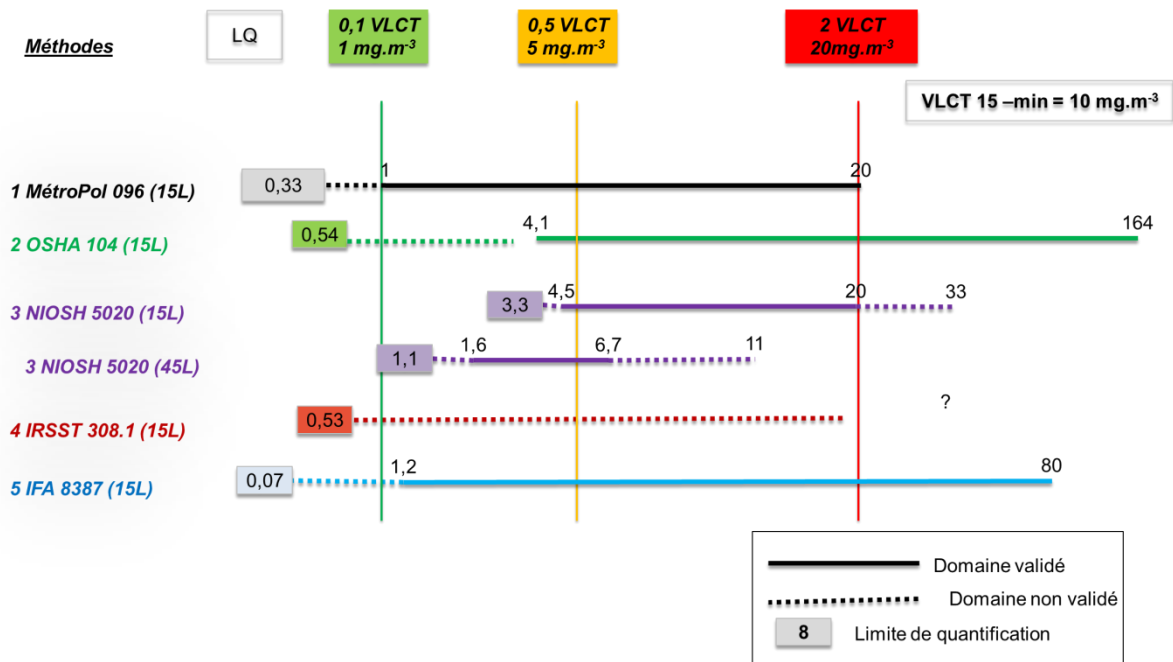 Méthodes
LQ
0,1 VLCT
1 mg.m-3
0,5 VLCT
5 mg.m-3
2 VLCT
20mg.m-3
VLCT 15 –min = 10 mg.m-3
1 MétroPol 096 (15L)
0,33
1
20
2 OSHA 104 (15L)
0,54
4,1
164
3 NIOSH 5020 (15L)
3,3
4,5
20
33
3 NIOSH 5020 (45L)
1,1
1,6
6,7
11
4 IRSST 308.1 (15L)
0,53
?
5 IFA 8387 (15L)
0,07
1,2
80
Domaine validé
Domaine non validé
8 Limite de quantification